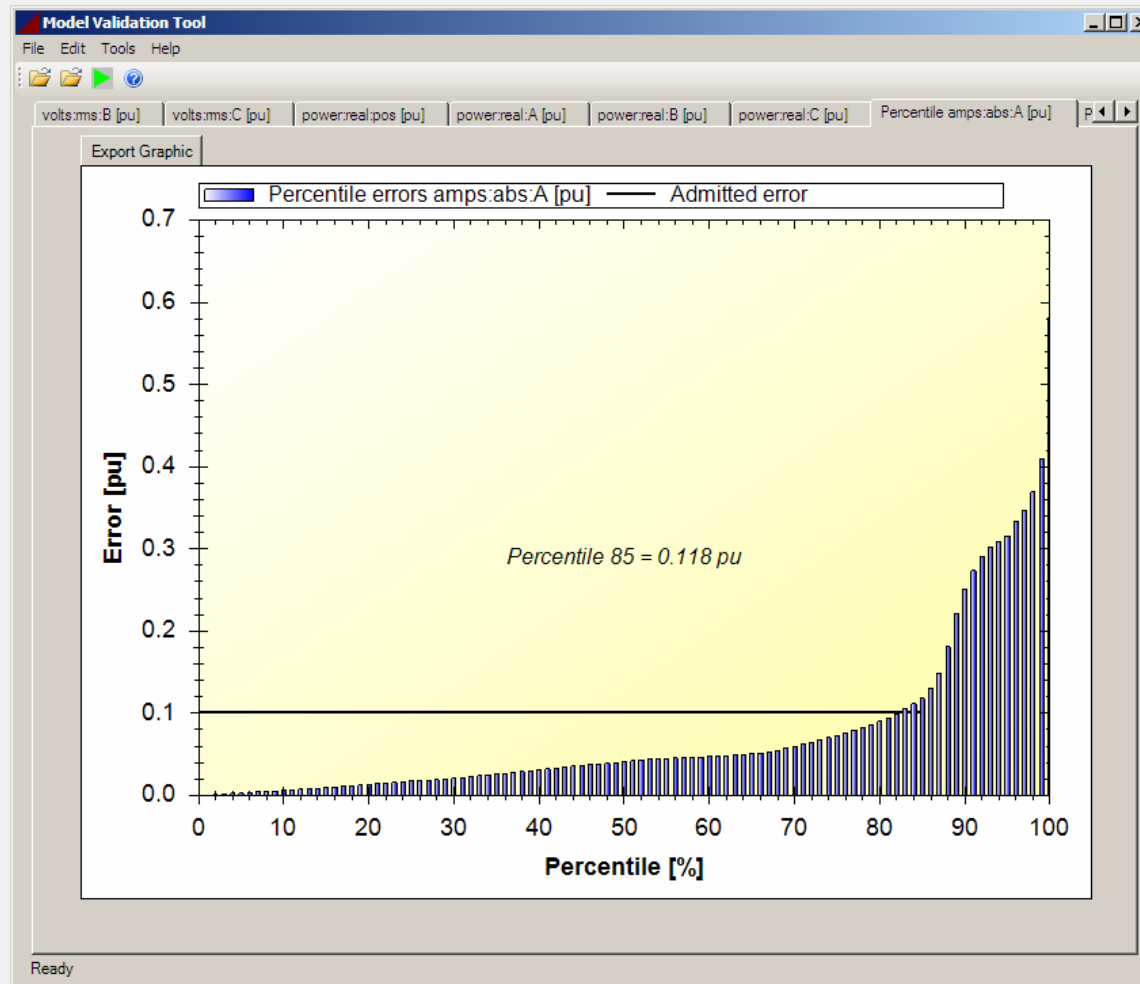 Model Validation Tool
File Edit Tools Help
volts:rms:B [pu] volts:rms:C [pu] power:real:pos [pu] power:real:A [pu] power:real:B [pu] power:real:C [pu] Percentile amps:abs:A [pu] P
Export Graphic
Percentile errors amps:abs:A [pu] Admitted error
0.7
0.6
0.5
0.4
0.3
0.2
0.1
0.0
Error [pu]
Percentile 85 = 0.118 pu
0 10 20 30 40 50 60 70 80 90 100
Percentile [%]
Ready